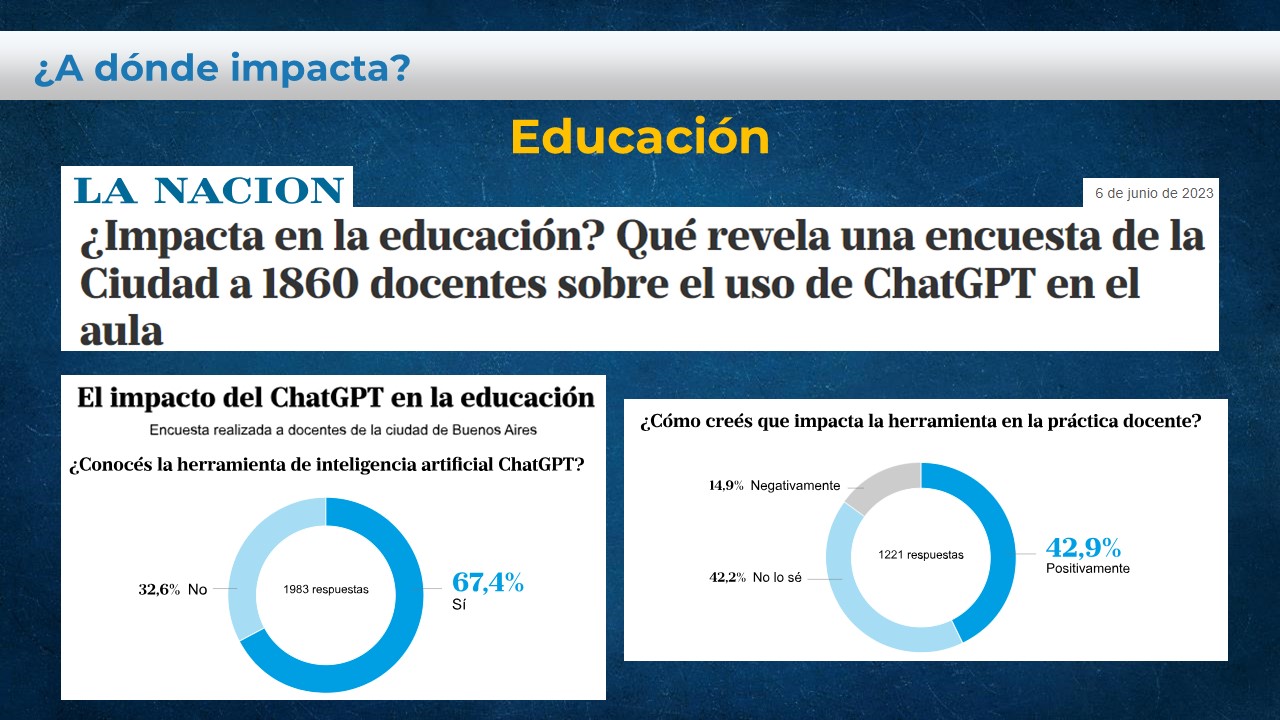 ¿A dónde impacta?
Educación
LA NACION
6 de junio de 2023
¿Impacta en la educación? Qué revela una encuesta de la
Ciudad a 1860 docentes sobre el uso de ChatGPT en el
aula
El impacto del ChatGPT en la educación
Encuesta realizada a docentes de la ciudad de Buenos Aires
¿Conocés la herramienta de inteligencia artificial ChatGPT?
32,6% No
1983 respuestas
67,4%
Sí
¿Cómo creés que impacta la herramienta en la práctica docente?
14,9% Negativamente
42,2% No lo sé
1221 respuestas
42,9%
Positivamente